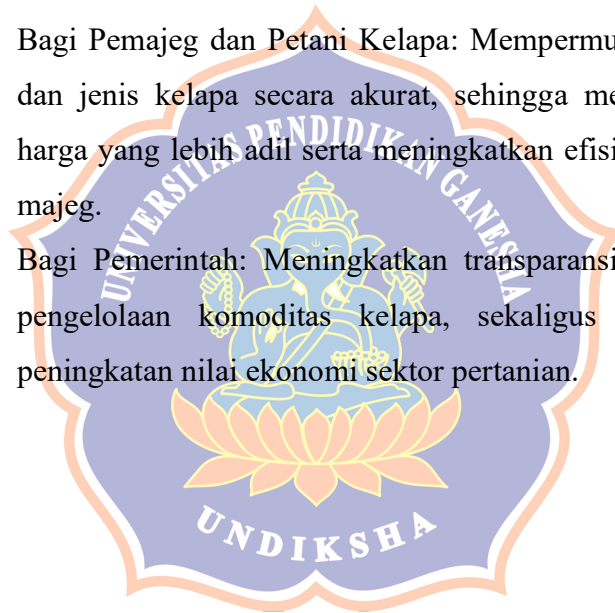 Bagi Pemajeg dan Petani Kelapa: Mempermu
dan jenis kelapa secara akurat, sehingga me
harga yang lebih adil serta meningkatkan efisi
majeg.
Bagi Pemerintah: Meningkatkan transparansi
pengelolaan komoditas kelapa, sekaligus
peningkatan nilai ekonomi sektor pertanian.
UNIVERSITAS PENDIDIKAN GANESHA
UNDIKSHA